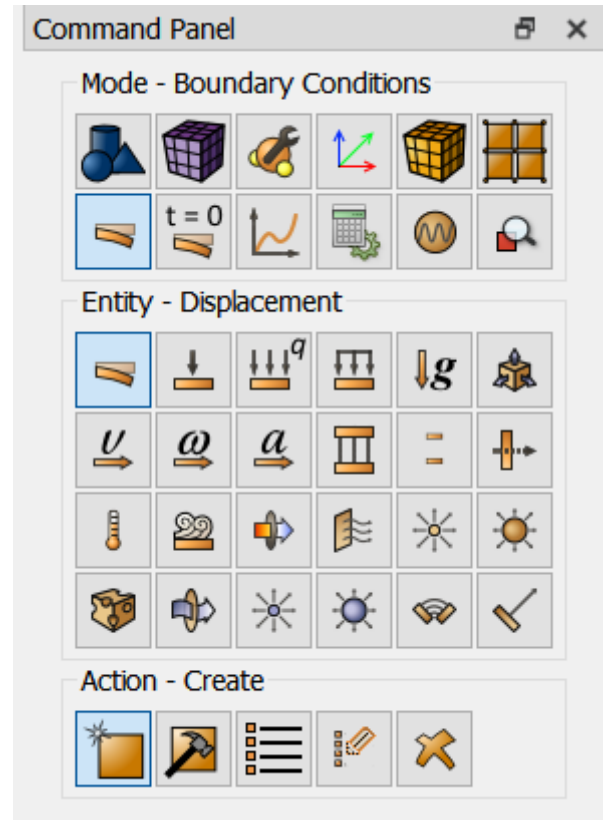 Command Panel
Mode - Boundary Conditions
t = 0
Entity - Displacement
q
g
υ ω a
Action - Create